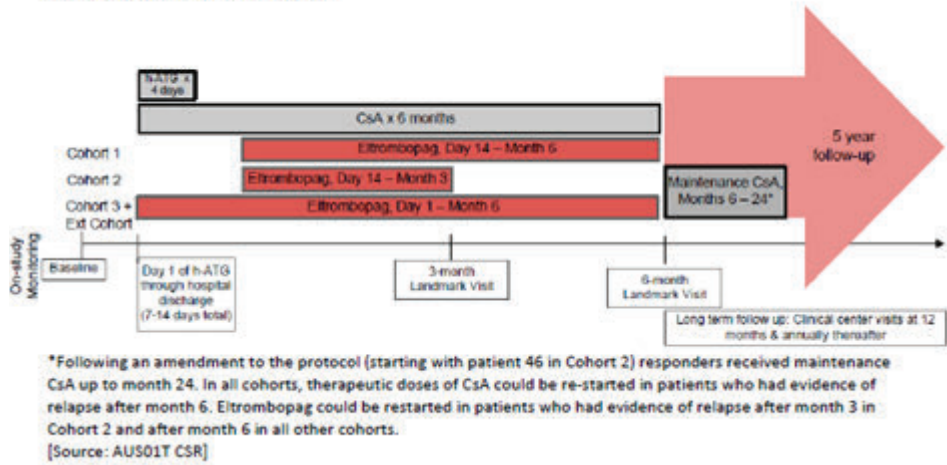 h-ATG x
4 days
CsA x 6 months
Cohort 1
Eltrombopag, Day 14 – Month 6
Cohort 2
Eltrombopag, Day 14 – Month 3
Cohort 3 +
Ext Cohort
Eltrombopag, Day 1 – Month 6
Maintenance CsA,
Months 6 – 24*
5 year
follow-up
On-study
Monitoring
Baseline
Day 1 of h-ATG
through hospital
discharge
(7-14 days total)
3-month
Landmark Visit
6-month
Landmark Visit
Long term follow up: Clinical center visits at 12
months & annually thereafter
*Following an amendment to the protocol (starting with patient 46 in Cohort 2) responders received maintenance
CsA up to month 24. In all cohorts, therapeutic doses of CsA could be re-started in patients who had evidence of
relapse after month 6. Eltrombopag could be restarted in patients who had evidence of relapse after month 3 in
Cohort 2 and after month 6 in all other cohorts.
[Source: AUS01T CSR]